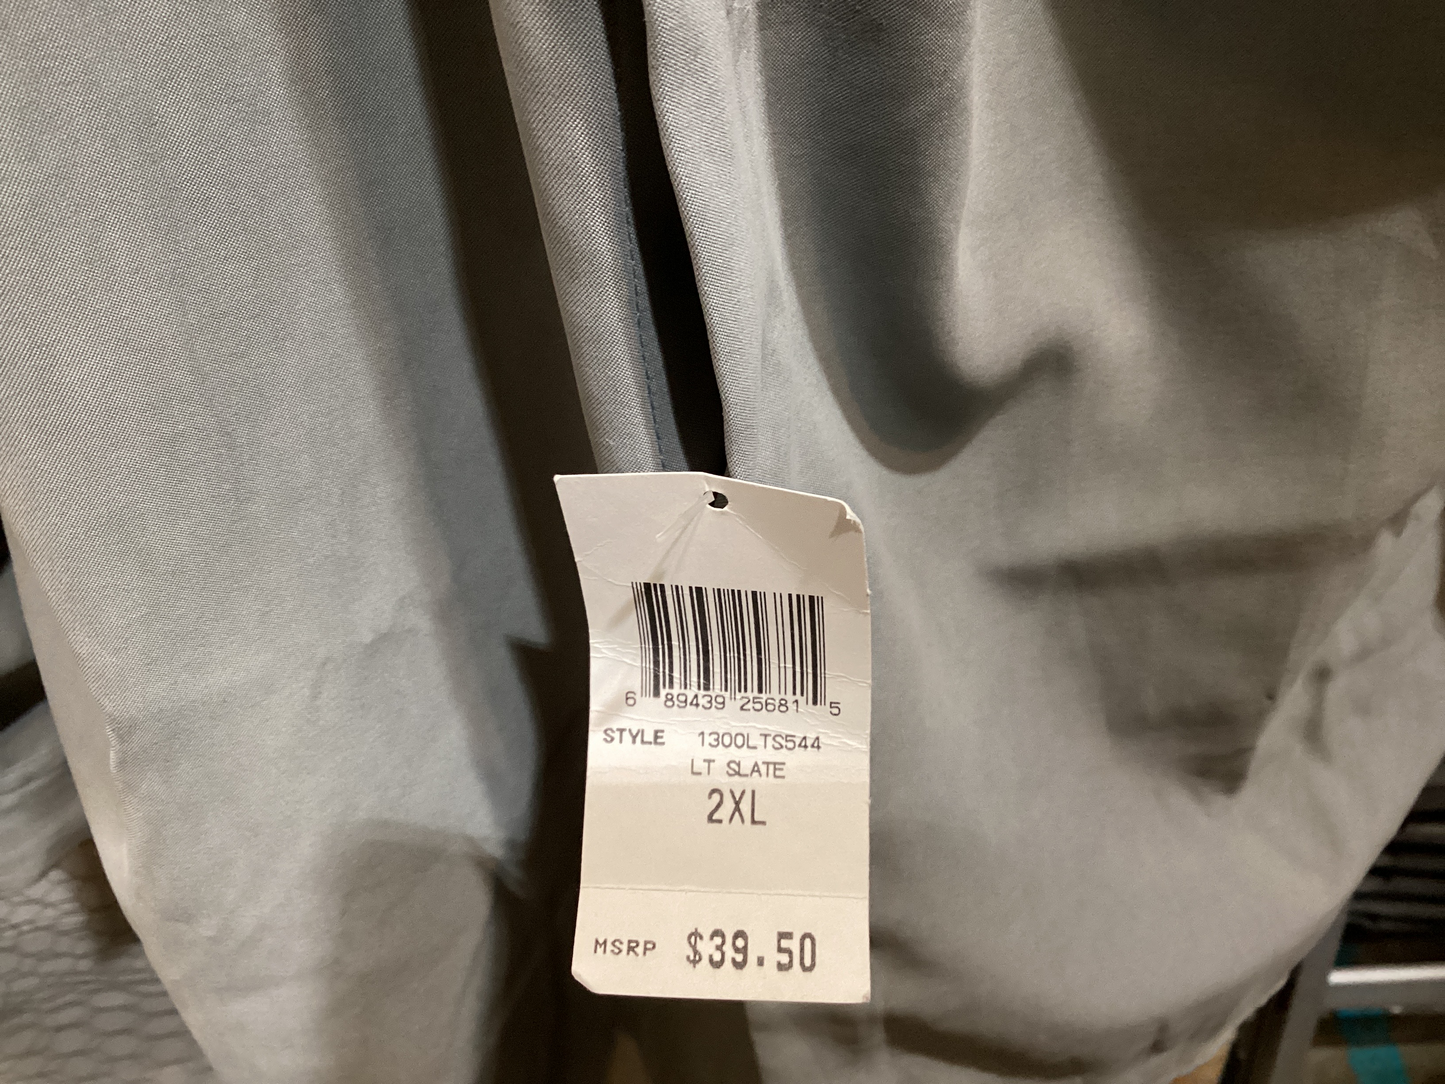 6 89439 25681 5
STYLE 1300LTS544
LT SLATE
2XL
MSRP $39.50